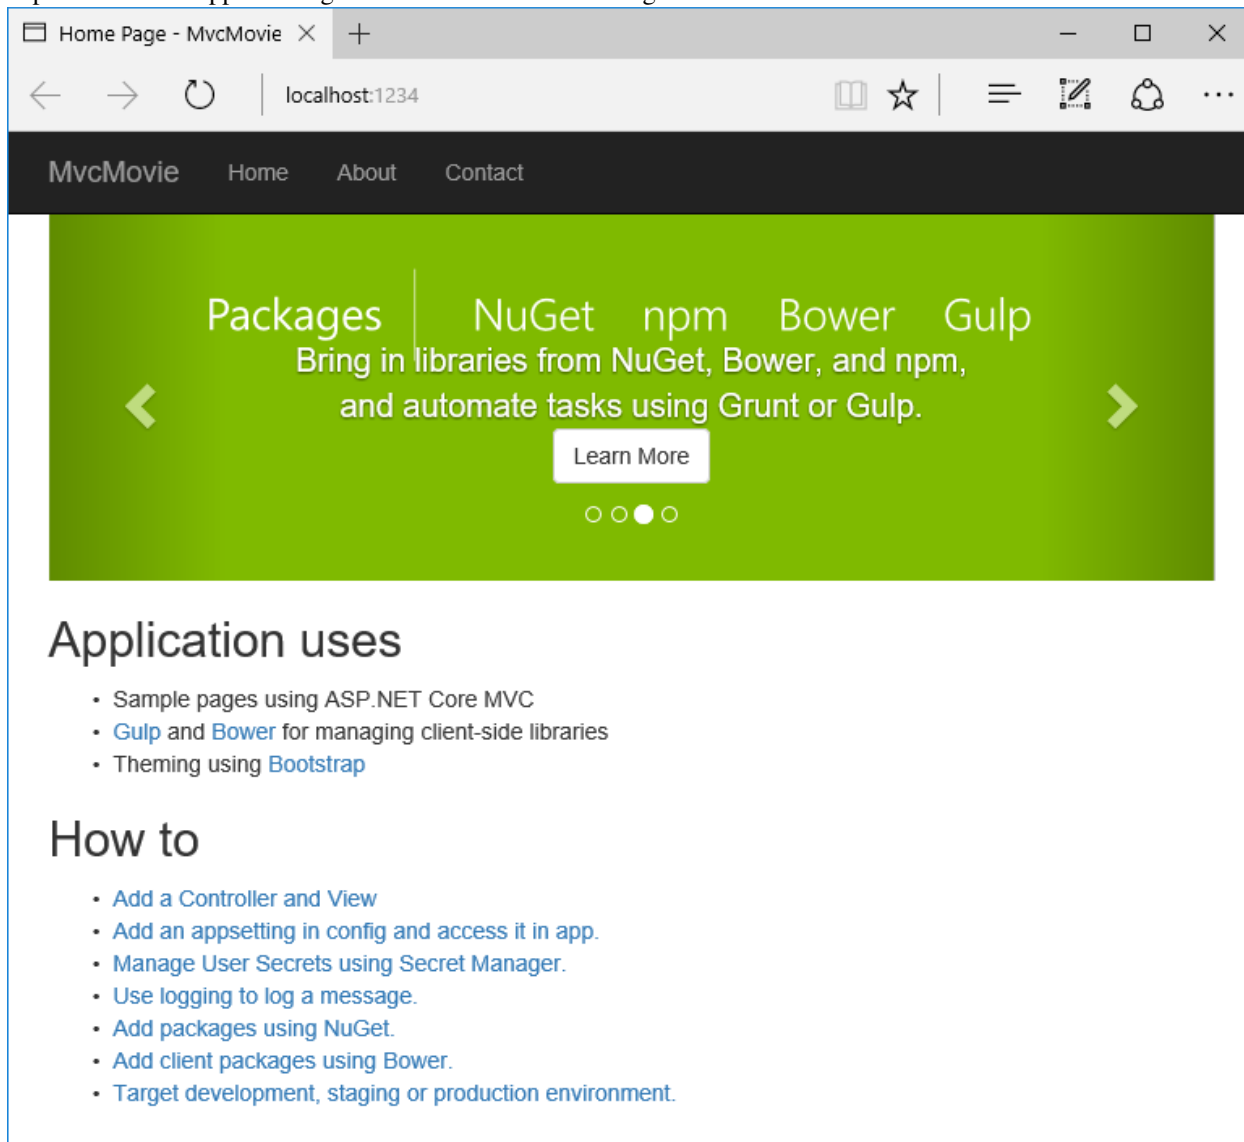 Home Page - MvcMovie
localhost:1234
MvcMovie Home About Contact
Packages NuGet npm Bower Gulp
Bring in libraries from NuGet, Bower, and npm,
and automate tasks using Grunt or Gulp.
Learn More
Application uses
• Sample pages using ASP.NET Core MVC
• Gulp and Bower for managing client-side libraries
• Theming using Bootstrap
How to
• Add a Controller and View
• Add an appsetting in config and access it in app.
• Manage User Secrets using Secret Manager.
• Use logging to log a message.
• Add packages using NuGet.
• Add client packages using Bower.
• Target development, staging or production environment.